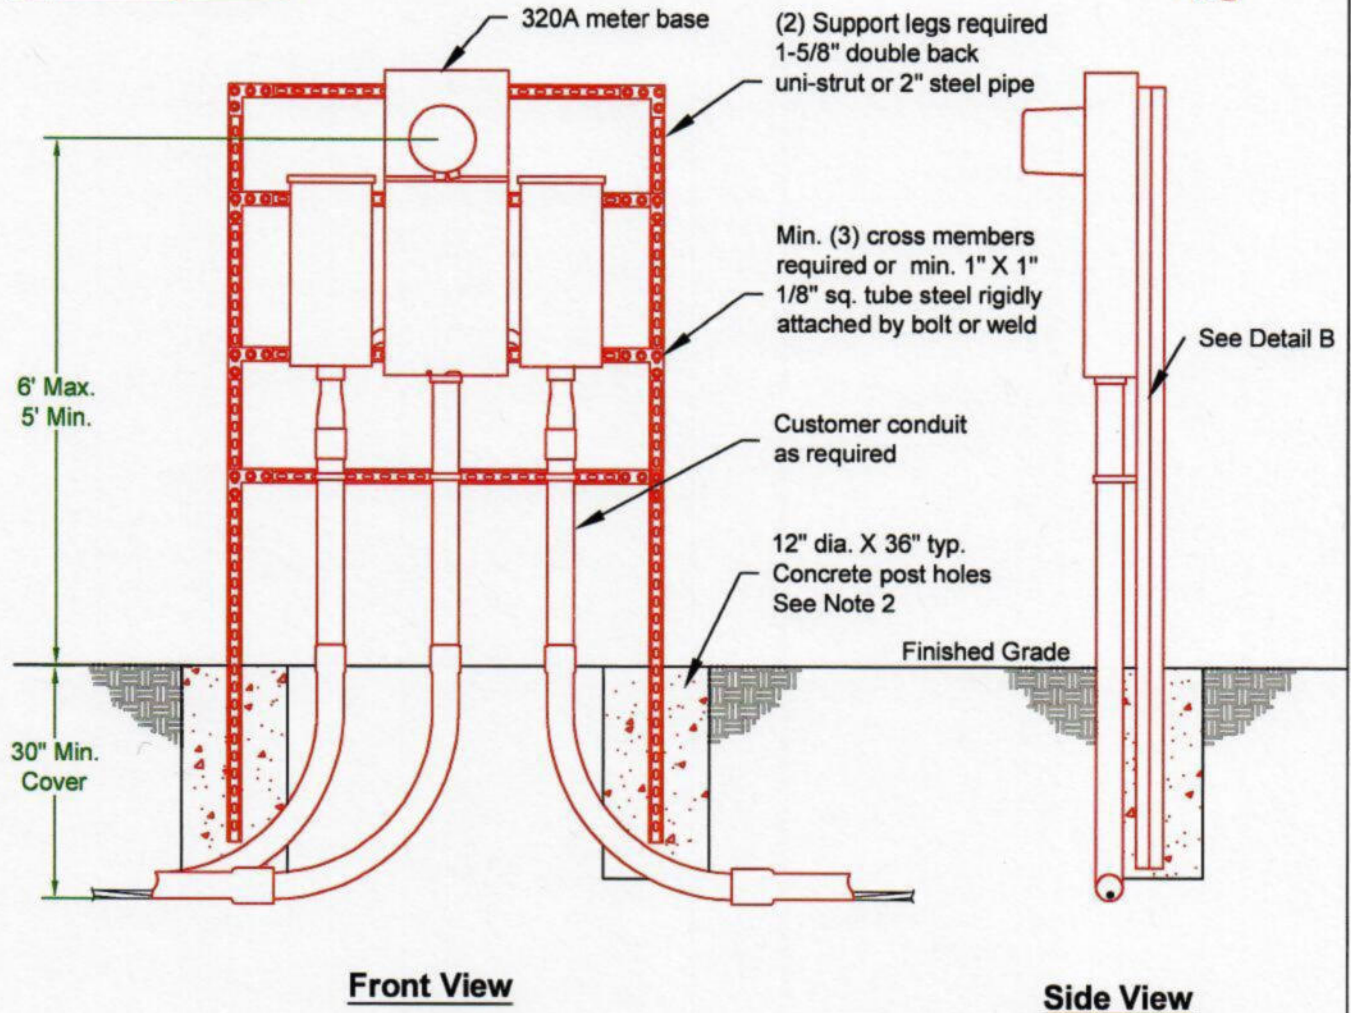 320A meter base
(2) Support legs required
1-5/8" double back
uni-strut or 2" steel pipe
Min. (3) cross members
required or min. 1" X 1"
1/8" sq. tube steel rigidly
attached by bolt or weld
See Detail B
6' Max.
5' Min.
Customer conduit
as required
12" dia. X 36" typ.
Concrete post holes
See Note 2
Finished Grade
30" Min.
Cover
Front View
Side View